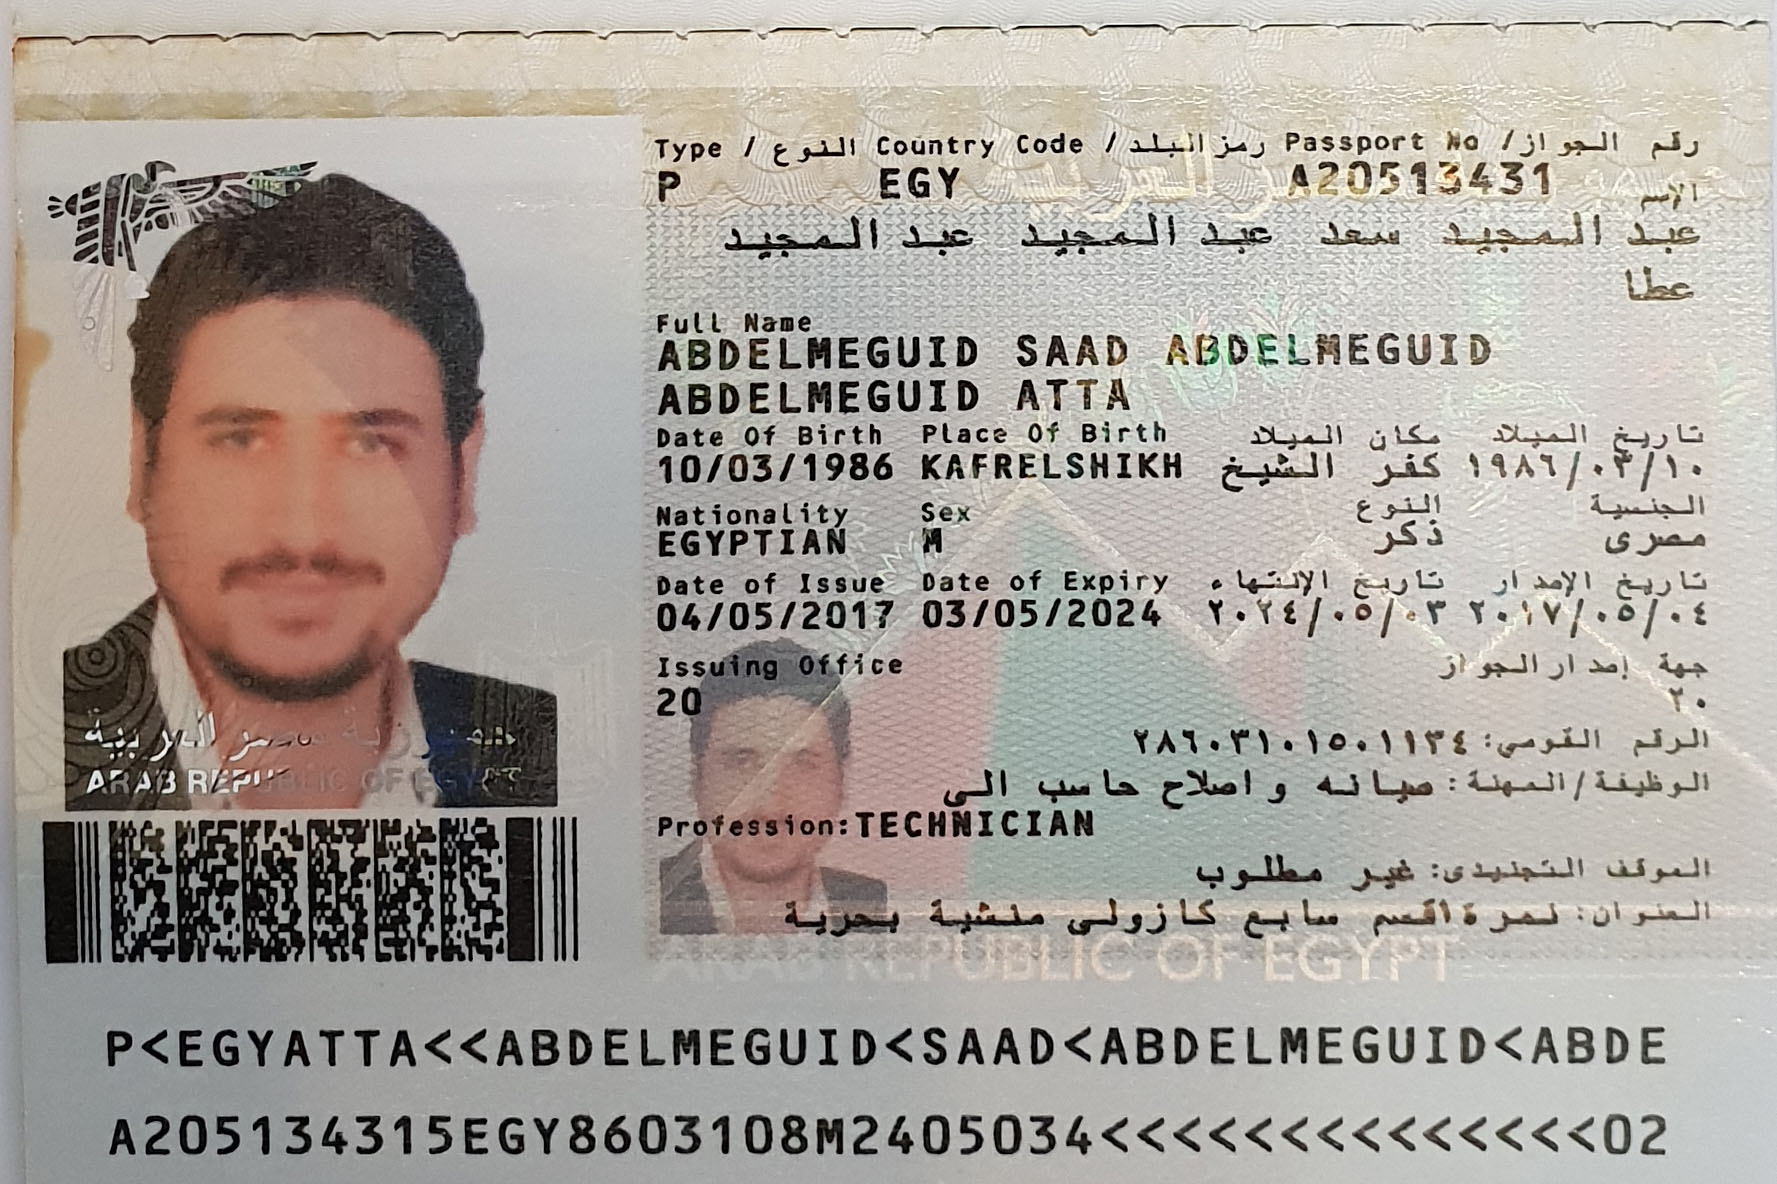 Type / النوع Country Code / رمز البلد Passport No / رقم الجواز
P EGY A20513431
الإسم
عبد المجيد سعد عبد المجيد عبد المجيد
عطا
Full Name
ABDELMEGUID SAAD ABDELMEGUID
ABDELMEGUID ATTA
Date Of Birth Place Of Birth مكان الميلاد تاريخ الميلاد
10/03/1986 KAFRELSHIKH كفر الشيخ ١٩٨٦/٠٣/١٠
Nationality Sex النوع الجنسية
EGYPTIAN M ذكر مصرى
Date of Issue Date of Expiry تاريخ الإنتهاء تاريخ الإصدار
04/05/2017 03/05/2024 ٢٠٢٤/٠٥/٠٣ ٢٠١٧/٠٥/٠٤
Issuing Office جهة إصدار الجواز
20 ٢٠
الرقم القومى: ٢٨٦٠٣١٠١٥٠١١٣٤
الوظيفة/المهنة: صيانه و اصلاح حاسب الى
Profession:TECHNICIAN
الموقف التجنيدى: غير مطلوب
العنوان: نمرة ١قسم سابع كازولى منشية بحرية
جمهورية مصر العربية
ARAB REPUBLIC OF EGYPT
ARAB REPUBLIC OF EGYPT
P<EGYATTA<<ABDELMEGUID<SAAD<ABDELMEGUID<ABDE
A205134315EGY8603108M2405034<<<<<<<<<<<<<<02